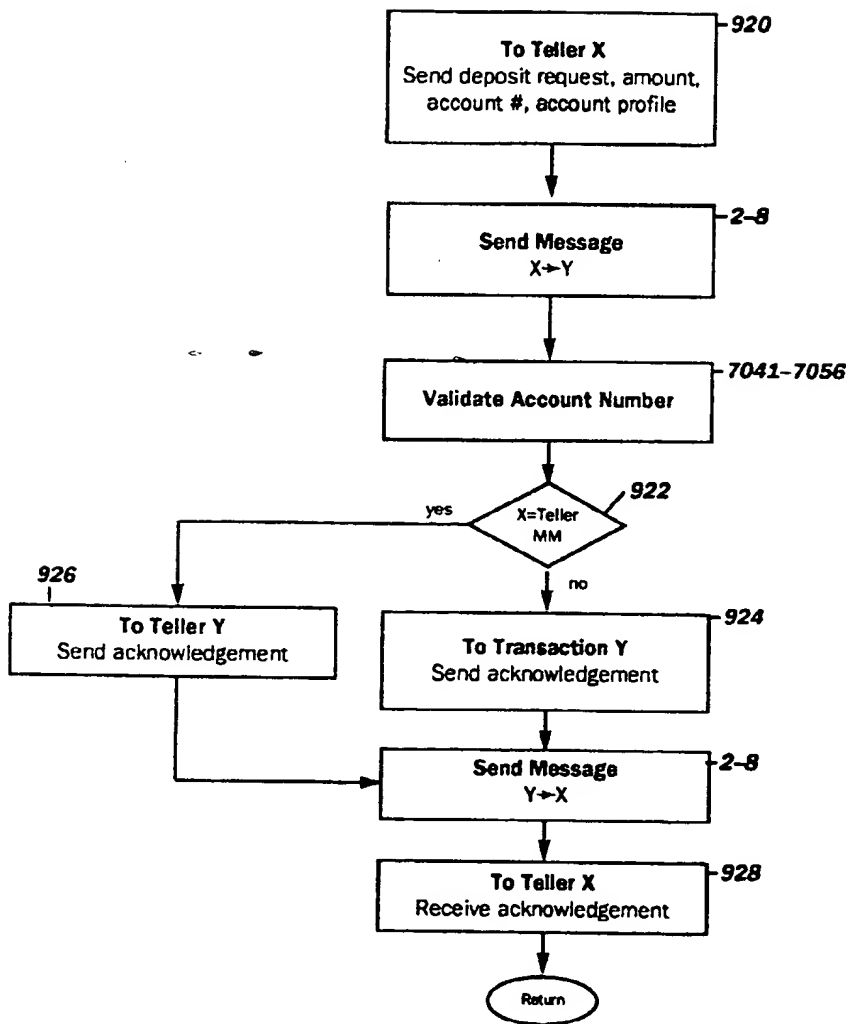 920
To Teller X
Send deposit request, amount,
account #, account profile
2-8
Send Message
X→Y
7041-7056
Validate Account Number
922
yes
X=Teller
MM
no
926
To Teller Y
Send acknowledgement
924
To Transaction Y
Send acknowledgement
2-8
Send Message
Y→X
928
To Teller X
Receive acknowledgement
Return